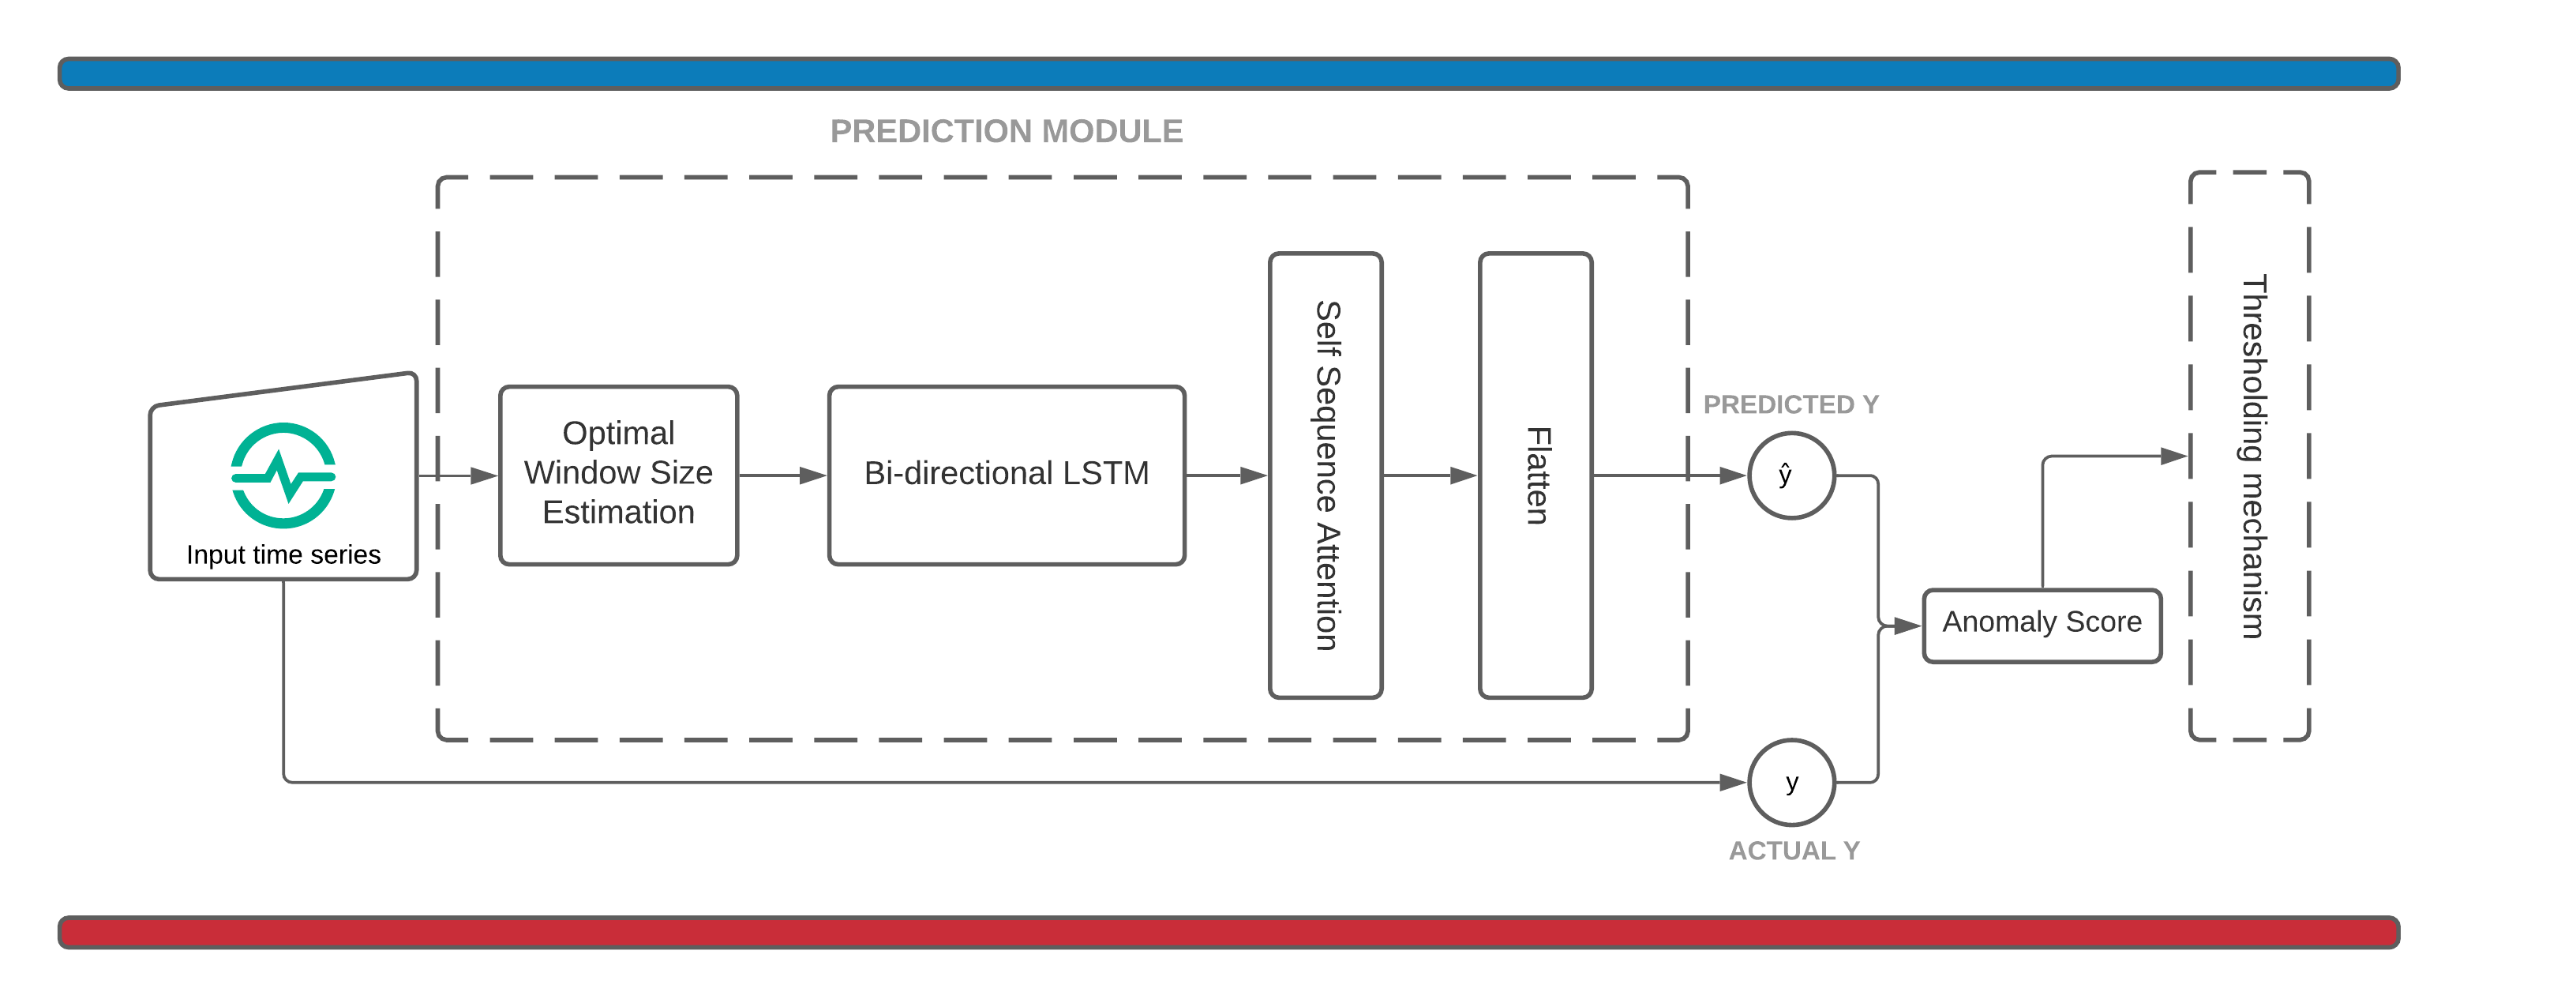 PREDICTION MODULE
Input time series
Optimal
Window Size
Estimation
Bi-directional LSTM
Self Sequence Attention
Flatten
PREDICTED Y
ŷ
y
ACTUAL Y
Anomaly Score
Thresholding mechanism